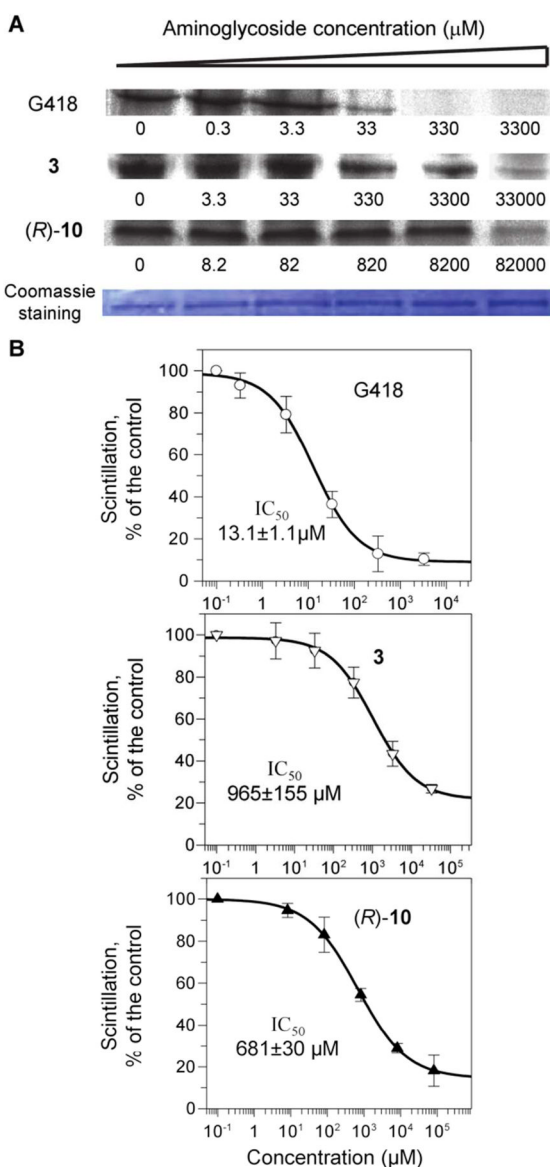 A
Aminoglycoside concentration (μM)
G418
0 0.3 3.3 33 330 3300
3
0 3.3 33 330 3300 33000
(R)-10
0 8.2 82 820 8200 82000
Coomassie
staining
B
G418
Scintillation,
% of the control
100
80
60
40
20
0
IC50
13.1±1.1μM
10-1 1 101 102 103 104
3
Scintillation,
% of the control
100
80
60
40
20
0
IC50
965±155 μM
10-1 1 101 102 103 104 105
(R)-10
Scintillation,
% of the control
100
80
60
40
20
0
IC50
681±30 μM
10-1 1 101 102 103 104 105
Concentration (μM)